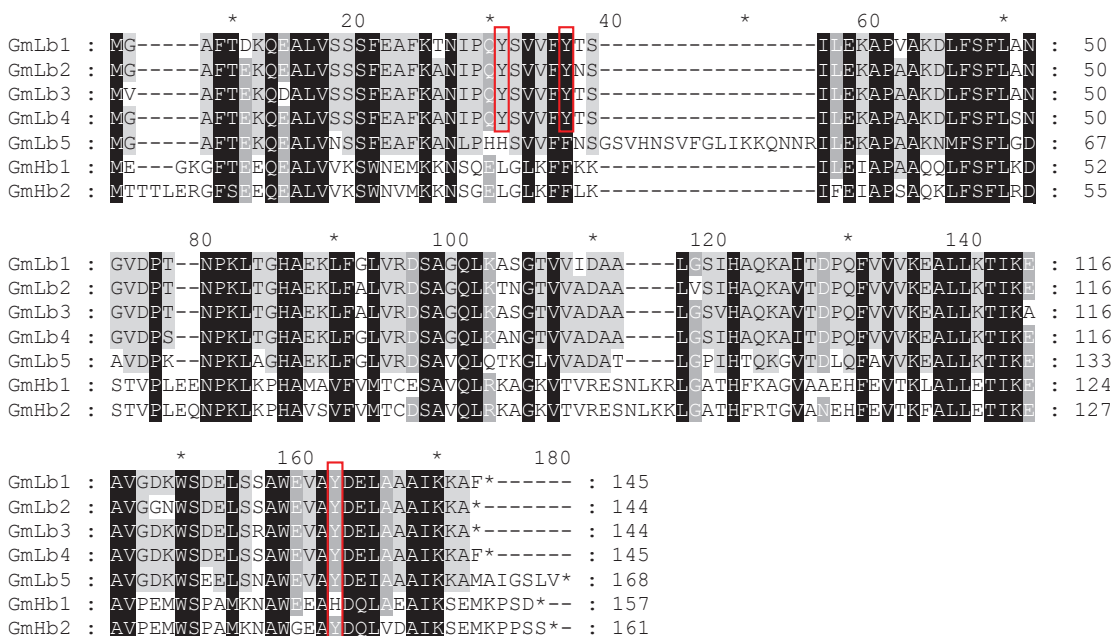 * 20 * 40 * 60 *
GmLb1 : MG-----AFTDKQEALVSSSFEAFKTNIPQYSVVFYTS-----------------ILEKAPVAKDLFSFLAN : 50
GmLb2 : MG-----AFTEKQEALVSSSFEAFKANIPQYSVVFYNS-----------------ILEKAPAAKDLFSFLAN : 50
GmLb3 : MV-----AFTEKQDALVSSSFEAFKANIPQYSVVFYTS-----------------ILEKAPAAKDLFSFLAN : 50
GmLb4 : MG-----AFTEKQEALVSSSFEAFKANIPQYSVVFYTS-----------------ILEKAPAAKDLFSFLSN : 50
GmLb5 : MG-----AFTEKQEALVNSSFEAFKANLPHHSVVFFNSGSVHNSVFGLIKKQNNRILEKAPAAKNMFSFLGD : 67
GmHb1 : ME---GKGFTEEQEALVVKSWNEMKKNSQELGLKFFKK-----------------ILEIAPAAQQLFSFLKD : 52
GmHb2 : MTTTLERGFSEEQEALVVKSWNVMKKNSGELGLKFFLK-----------------IFEIAPSAQKLFSFLRD : 55
80 * 100 * 120 * 140
GmLb1 : GVDPT--NPKLTGHAEKLFGLVRDSAGQLKASGTVVIDAA----LGSIHAQKAITDPQFVVVKEALLKTIKE : 116
GmLb2 : GVDPT--NPKLTGHAEKLFALVRDSAGQLKTNGTVVADAA----LVSIHAQKAVTDPQFVVVKEALLKTIKE : 116
GmLb3 : GVDPT--NPKLTGHAEKLFALVRDSAGQLKASGTVVADAA----LGSVHAQKAVTDPQFVVVKEALLKTIKA : 116
GmLb4 : GVDPS--NPKLTGHAEKLFGLVRDSAGQLKANGTVVADAA----LGSIHAQKAITDPQFVVVKEALLKTIKE : 116
GmLb5 : AVDPK--NPKLAGHAEKLFGLVRDSAVQLQTKGLVVADAT----LGPIHTQKGVTDLQFAVVKEALLKTIKE : 133
GmHb1 : STVPLEENPKLKPHAMAVFVMTCESAVQLRKAGKVTVRESNLKRLGATHFKAGVAAEHFEVTKLALLETIKE : 124
GmHb2 : STVPLEQNPKLKPHAVSVFVMTCDSAVQLRKAGKVTVRESNLKKLGATHFRTGVANEHFEVTKFALLETIKE : 127
* 160 * 180
GmLb1 : AVGDKWSDELSSAWEVAYDELAAAIKKAF*------ : 145
GmLb2 : AVGGNWSDELSSAWEVAYDELAAAIKKA*------- : 144
GmLb3 : AVGDKWSDELSRAWEVAYDELAAAIKKA*------- : 144
GmLb4 : AVGDKWSDELSSAWEVAYDELAAAIKKAF*------ : 145
GmLb5 : AVGDKWSEELSNAWEVAYDEIAAAIKKAMAIGSLV* : 168
GmHb1 : AVPEMWSPAMKNAWEEAHDQLAEAIKSEMKPSD*-- : 157
GmHb2 : AVPEMWSPAMKNAWGEAYDQLVDAIKSEMKPPSS*- : 161